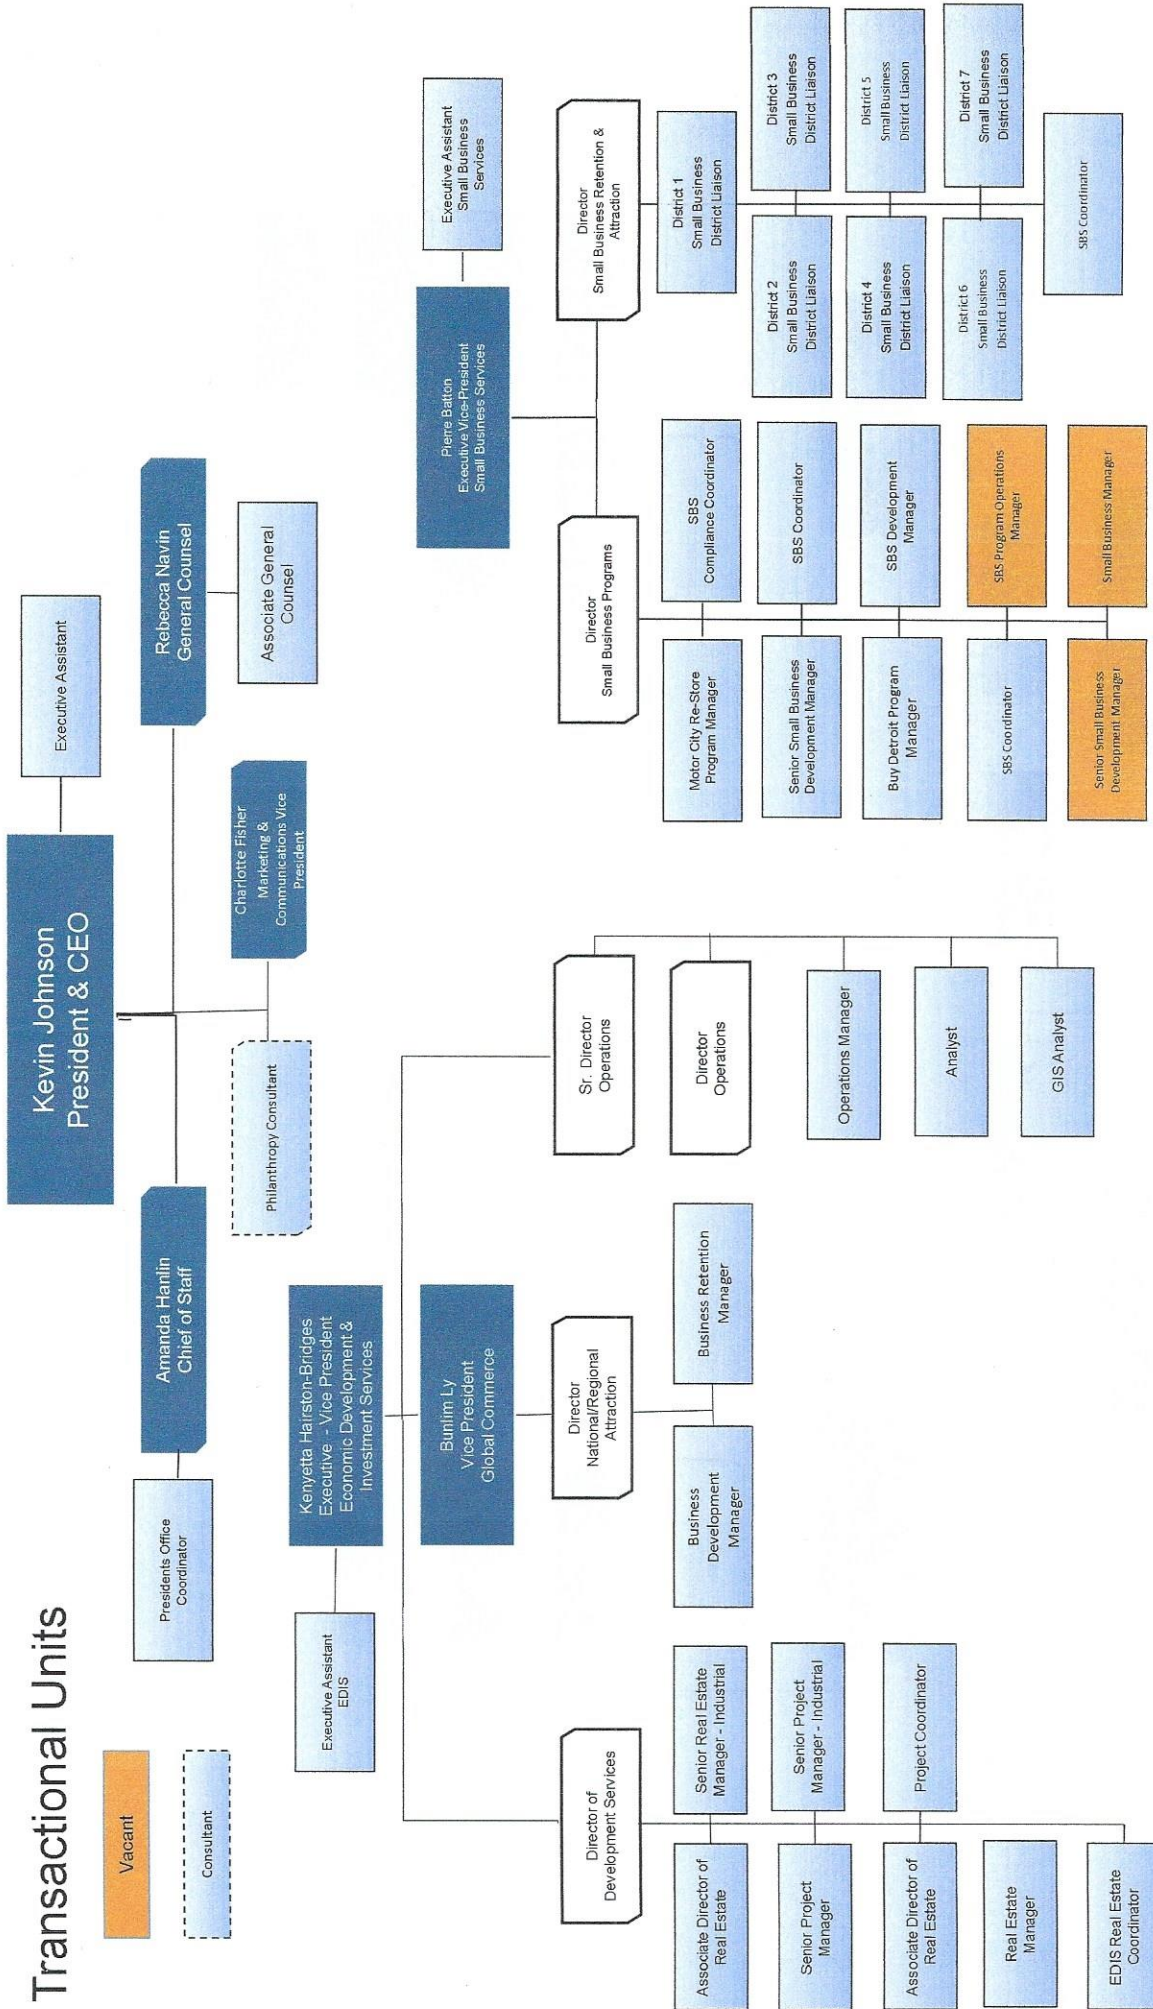 Transactional Units
Vacant
Consultant
Kevin Johnson
President & CEO
Executive Assistant
Amanda Hanlin
Chief of Staff
Presidents Office
Coordinator
Rebecca Navin
General Counsel
Associate General
Counsel
Philanthropy Consultant
Charlotte Fisher
Marketing &
Communications Vice
President
Kenyetta Hairston-Bridges
Executive - Vice President
Economic Development &
Investment Services
Executive Assistant
EDIS
Bunlim Ly
Vice President
Global Commerce
Director of
Development Services
Associate Director of
Real Estate
Senior Real Estate
Manager - Industrial
Senior Project
Manager
Senior Project
Manager - Industrial
Associate Director of
Real Estate
Project Coordinator
Real Estate
Manager
EDIS Real Estate
Coordinator
Director
National/Regional
Attraction
Business
Development
Manager
Business Retention
Manager
Sr. Director
Operations
Director
Operations
Operations Manager
Analyst
GIS Analyst
Pierre Batton
Executive Vice-President
Small Business Services
Executive Assistant
Small Business
Services
Director
Small Business Programs
Motor City Re-Store
Program Manager
SBS
Compliance Coordinator
Senior Small Business
Development Manager
SBS Coordinator
Buy Detroit Program
Manager
SBS Development
Manager
SBS Coordinator
SBS Program Operations
Manager
Senior Small Business
Development Manager
Small Business Manager
Director
Small Business Retention &
Attraction
District 1
Small Business
District Liaison
District 2
Small Business
District Liaison
District 3
Small Business
District Liaison
District 4
Small Business
District Liaison
District 5
Small Business
District Liaison
District 6
Small Business
District Liaison
District 7
Small Business
District Liaison
SBS Coordinator